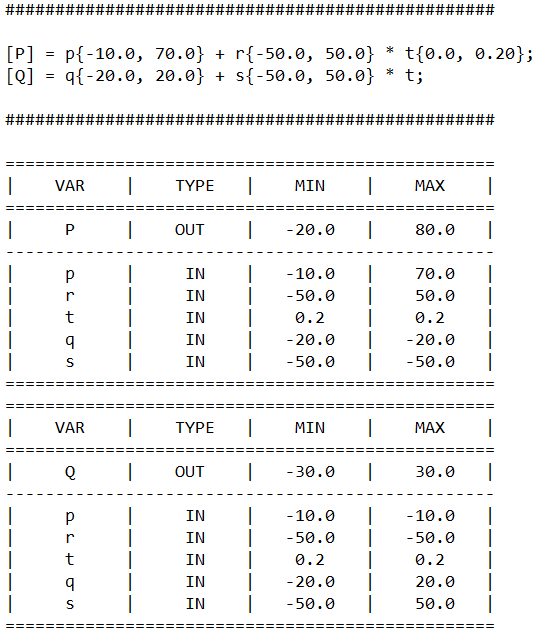 #################################################
[P] = p{-10.0, 70.0} + r{-50.0, 50.0} * t{0.0, 0.20};
[Q] = q{-20.0, 20.0} + s{-50.0, 50.0} * t;
#################################################
=================================================
| VAR | TYPE | MIN | MAX |
=================================================
| P | OUT | -20.0 | 80.0 |
-------------------------------------------------
| p | IN | -10.0 | 70.0 |
| r | IN | -50.0 | 50.0 |
| t | IN | 0.2 | 0.2 |
| q | IN | -20.0 | -20.0 |
| s | IN | -50.0 | -50.0 |
=================================================
=================================================
| VAR | TYPE | MIN | MAX |
=================================================
| Q | OUT | -30.0 | 30.0 |
-------------------------------------------------
| p | IN | -10.0 | -10.0 |
| r | IN | -50.0 | -50.0 |
| t | IN | 0.2 | 0.2 |
| q | IN | -20.0 | 20.0 |
| s | IN | -50.0 | 50.0 |
=================================================